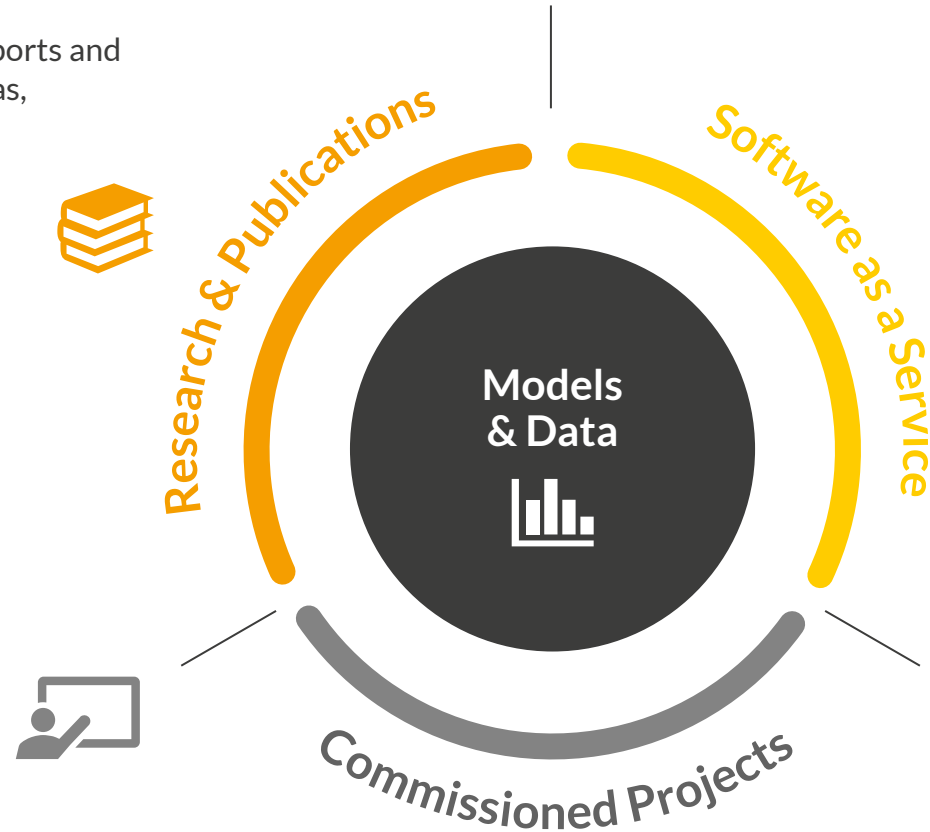 ports and
as,
Research & Publications
Software as a Service
Models
& Data
Commissioned Projects